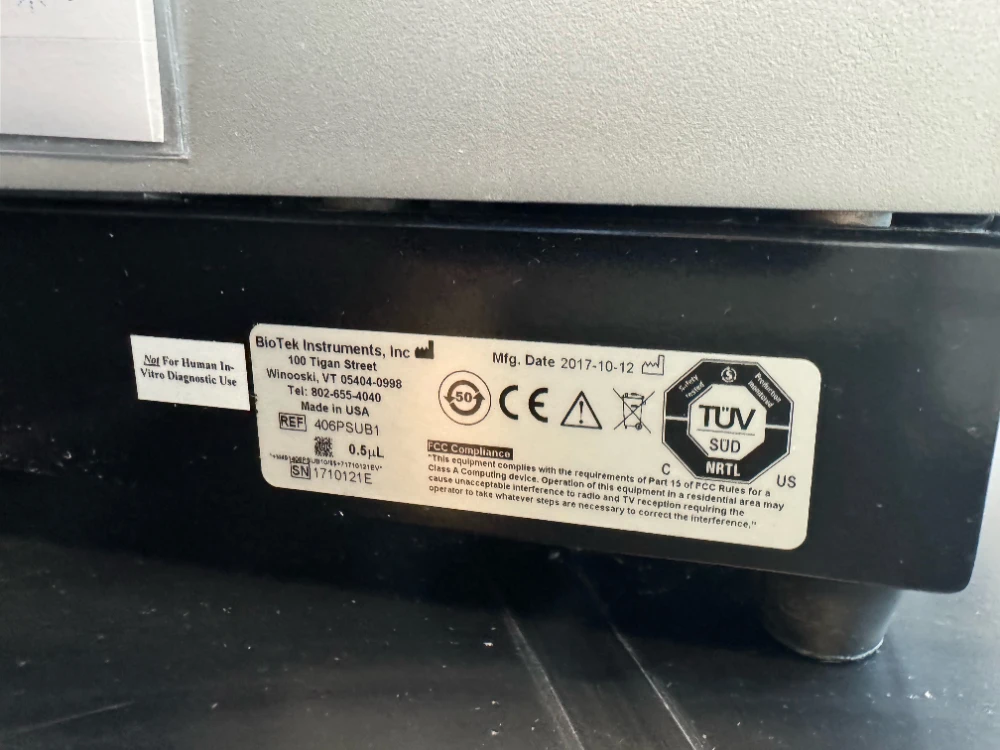 Not For Human In-
Vitro Diagnostic Use
BioTek Instruments, Inc
100 Tigan Street
Winooski, VT 05404-0998
Tel: 802-655-4040
Made in USA
REF 406PSUB1
0.5µL
SN 1710121E
Mfg. Date 2017-10-12
50
CE
Safety tested
Production monitored
TÜV
SÜD
NRTL
C US
FCC Compliance
"This equipment complies with the requirements of Part 15 of FCC Rules for a
Class A Computing device. Operation of this equipment in a residential area may
cause unacceptable interference to radio and TV reception requiring the
operator to take whatever steps are necessary to correct the interference."